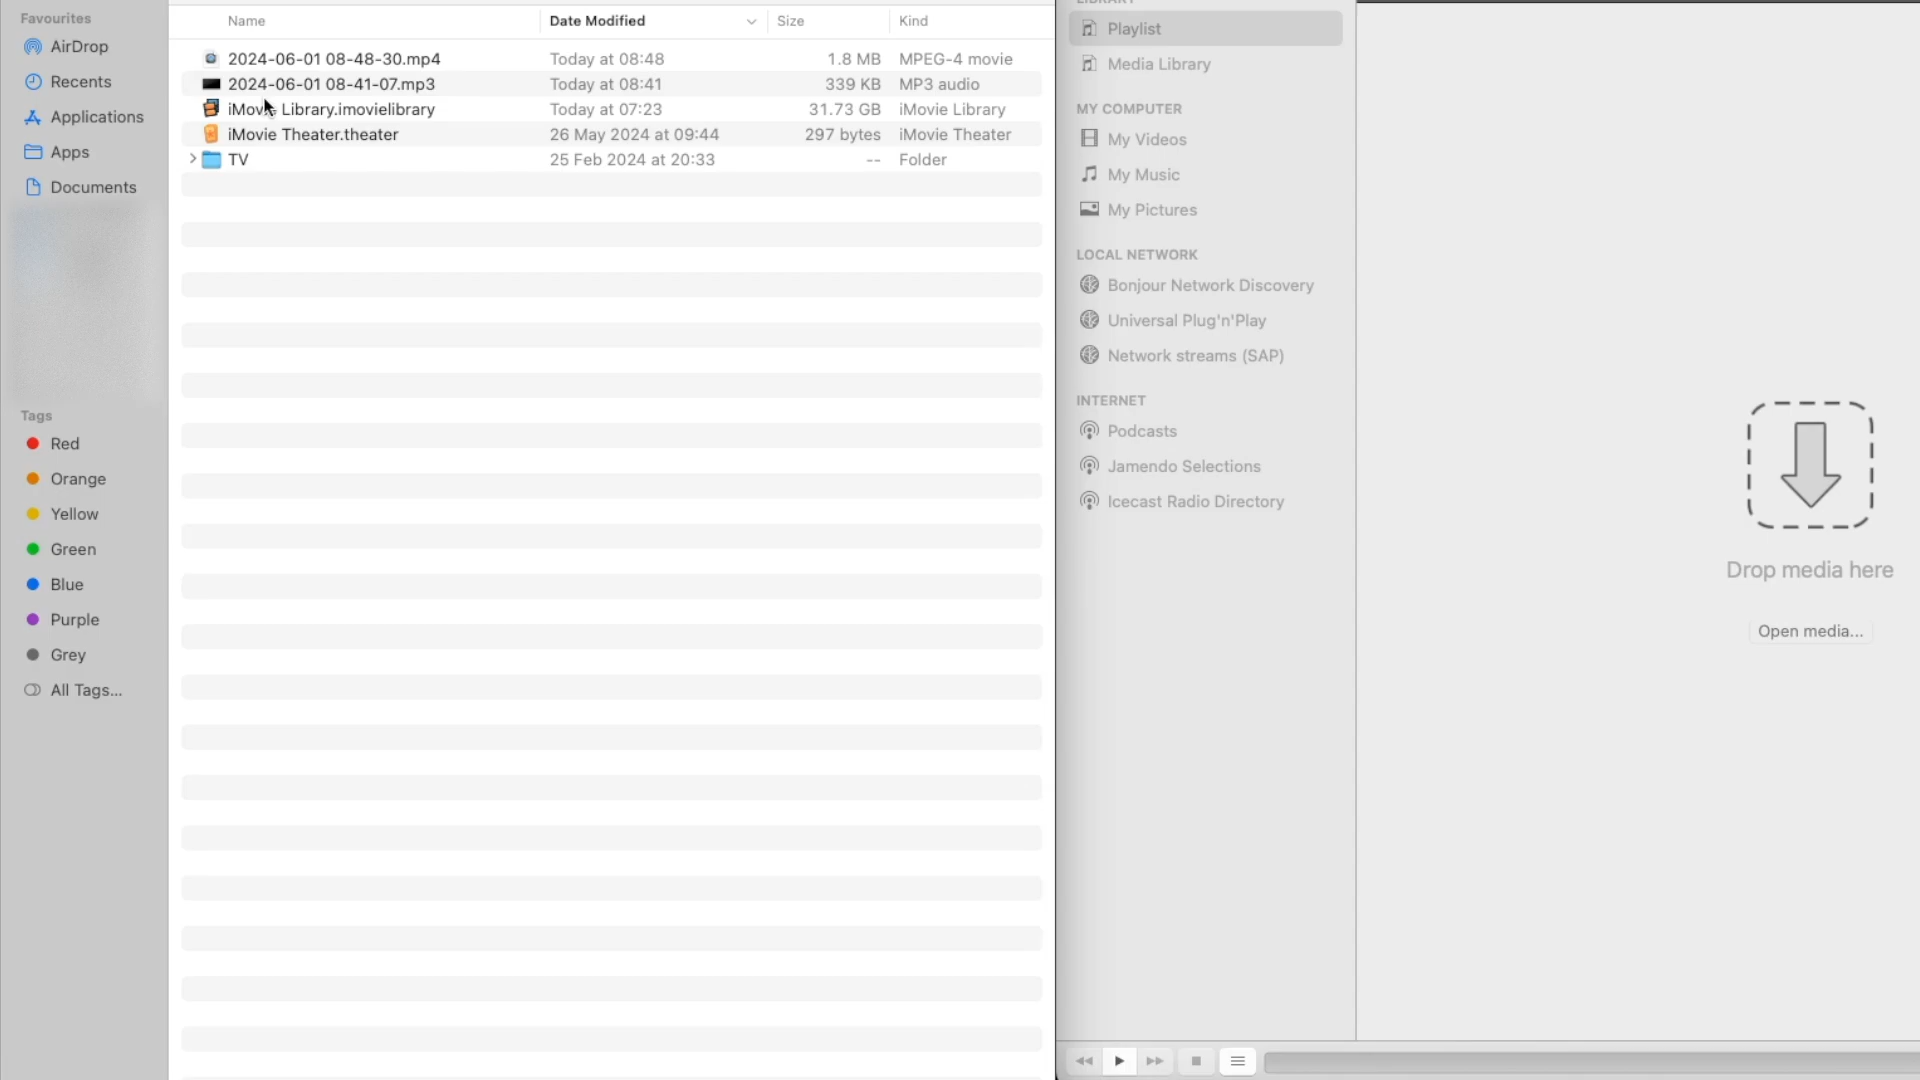 Favourites
AirDrop
Recents
Applications
Apps
Documents
Tags
Red
Orange
Yellow
Green
Blue
Purple
Grey
All Tags...
Name Date Modified Size Kind
2024-06-01 08-48-30.mp4 Today at 08:48 1.8 MB MPEG-4 movie
2024-06-01 08-41-07.mp3 Today at 08:41 339 KB MP3 audio
iMovie Library.imovielibrary Today at 07:23 31.73 GB iMovie Library
iMovie Theater.theater 26 May 2024 at 09:44 297 bytes iMovie Theater
TV 25 Feb 2024 at 20:33 -- Folder
LIBRARY
Playlist
Media Library
MY COMPUTER
My Videos
My Music
My Pictures
LOCAL NETWORK
Bonjour Network Discovery
Universal Plug'n'Play
Network streams (SAP)
INTERNET
Podcasts
Jamendo Selections
Icecast Radio Directory
Drop media here
Open media...